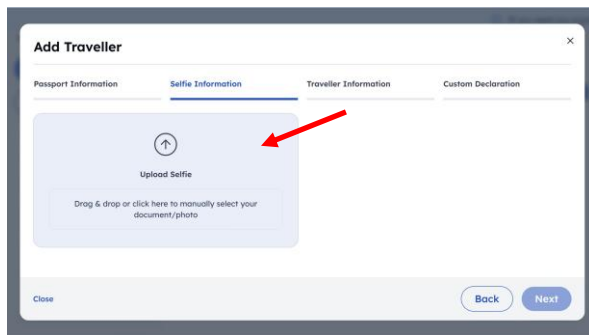 Add Traveller
×
Passport Information
Selfie Information
Traveller Information
Custom Declaration
Upload Selfie
Drag & drop or click here to manually select your
document/photo
Close
Back
Next